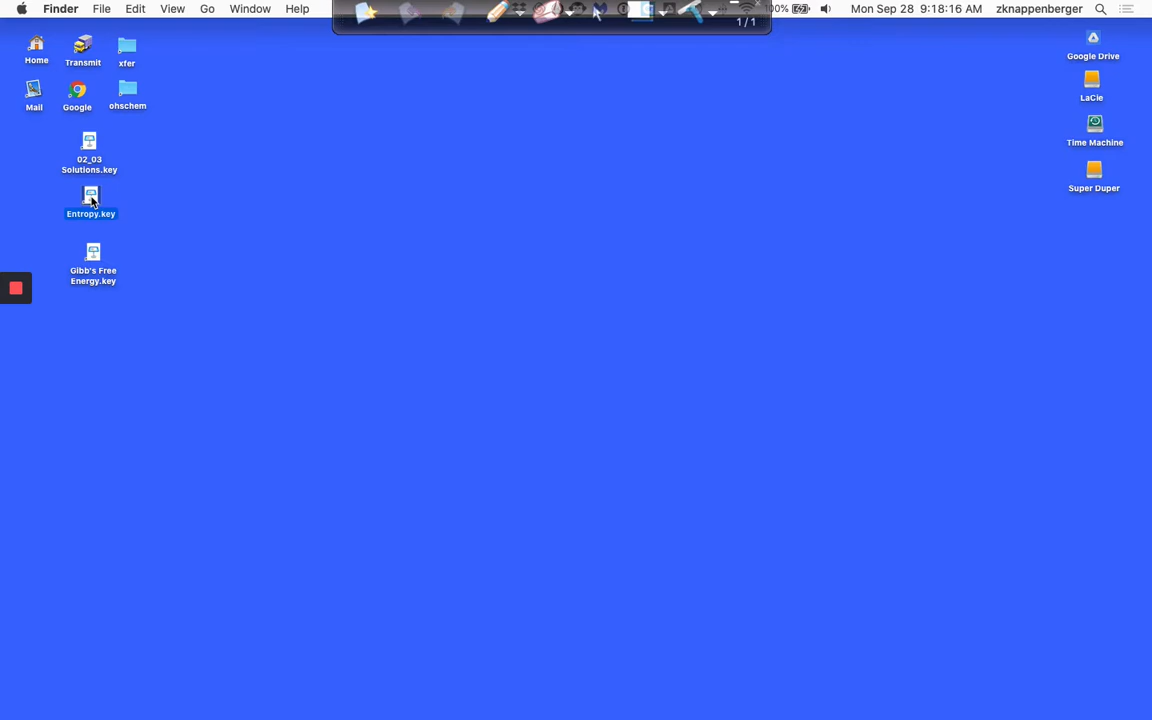 Finder File Edit View Go Window Help
100% Mon Sep 28 9:18:16 AM zknappenberger
1 / 1
Home
Transmit
xfer
Mail
Google
ohschem
02_03
Solutions.key
Entropy.key
Gibb's Free
Energy.key
Google Drive
LaCie
Time Machine
Super Duper